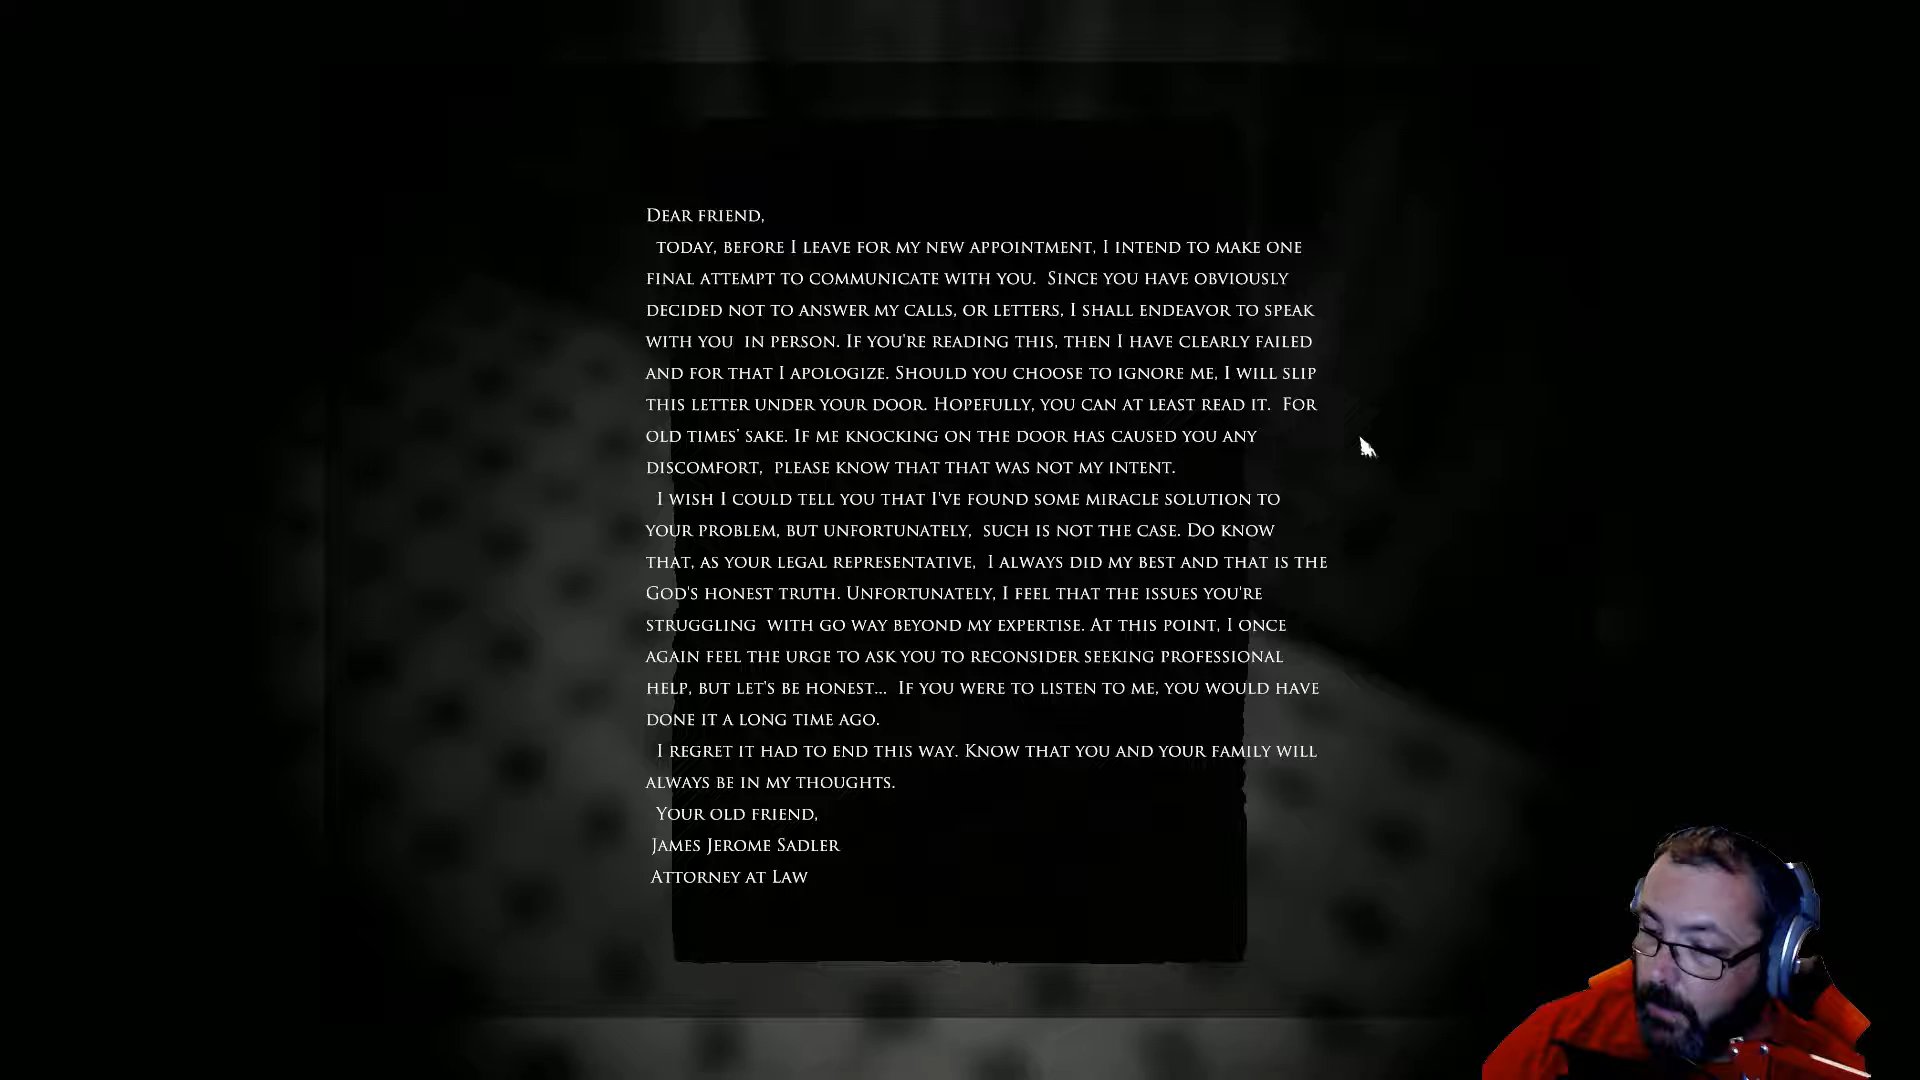 Dear friend,
today, before I leave for my new appointment, I intend to make one
final attempt to communicate with you. Since you have obviously
decided not to answer my calls, or letters, I shall endeavor to speak
with you in person. If you're reading this, then I have clearly failed
and for that I apologize. Should you choose to ignore me, I will slip
this letter under your door. Hopefully, you can at least read it. For
old times' sake. If me knocking on the door has caused you any
discomfort, please know that that was not my intent.
I wish I could tell you that I've found some miracle solution to
your problem, but unfortunately, such is not the case. Do know
that, as your legal representative, I always did my best and that is the
God's honest truth. Unfortunately, I feel that the issues you're
struggling with go way beyond my expertise. At this point, I once
again feel the urge to ask you to reconsider seeking professional
help, but let's be honest... If you were to listen to me, you would have
done it a long time ago.
I regret it had to end this way. Know that you and your family will
always be in my thoughts.
Your old friend,
James Jerome Sadler
Attorney at Law